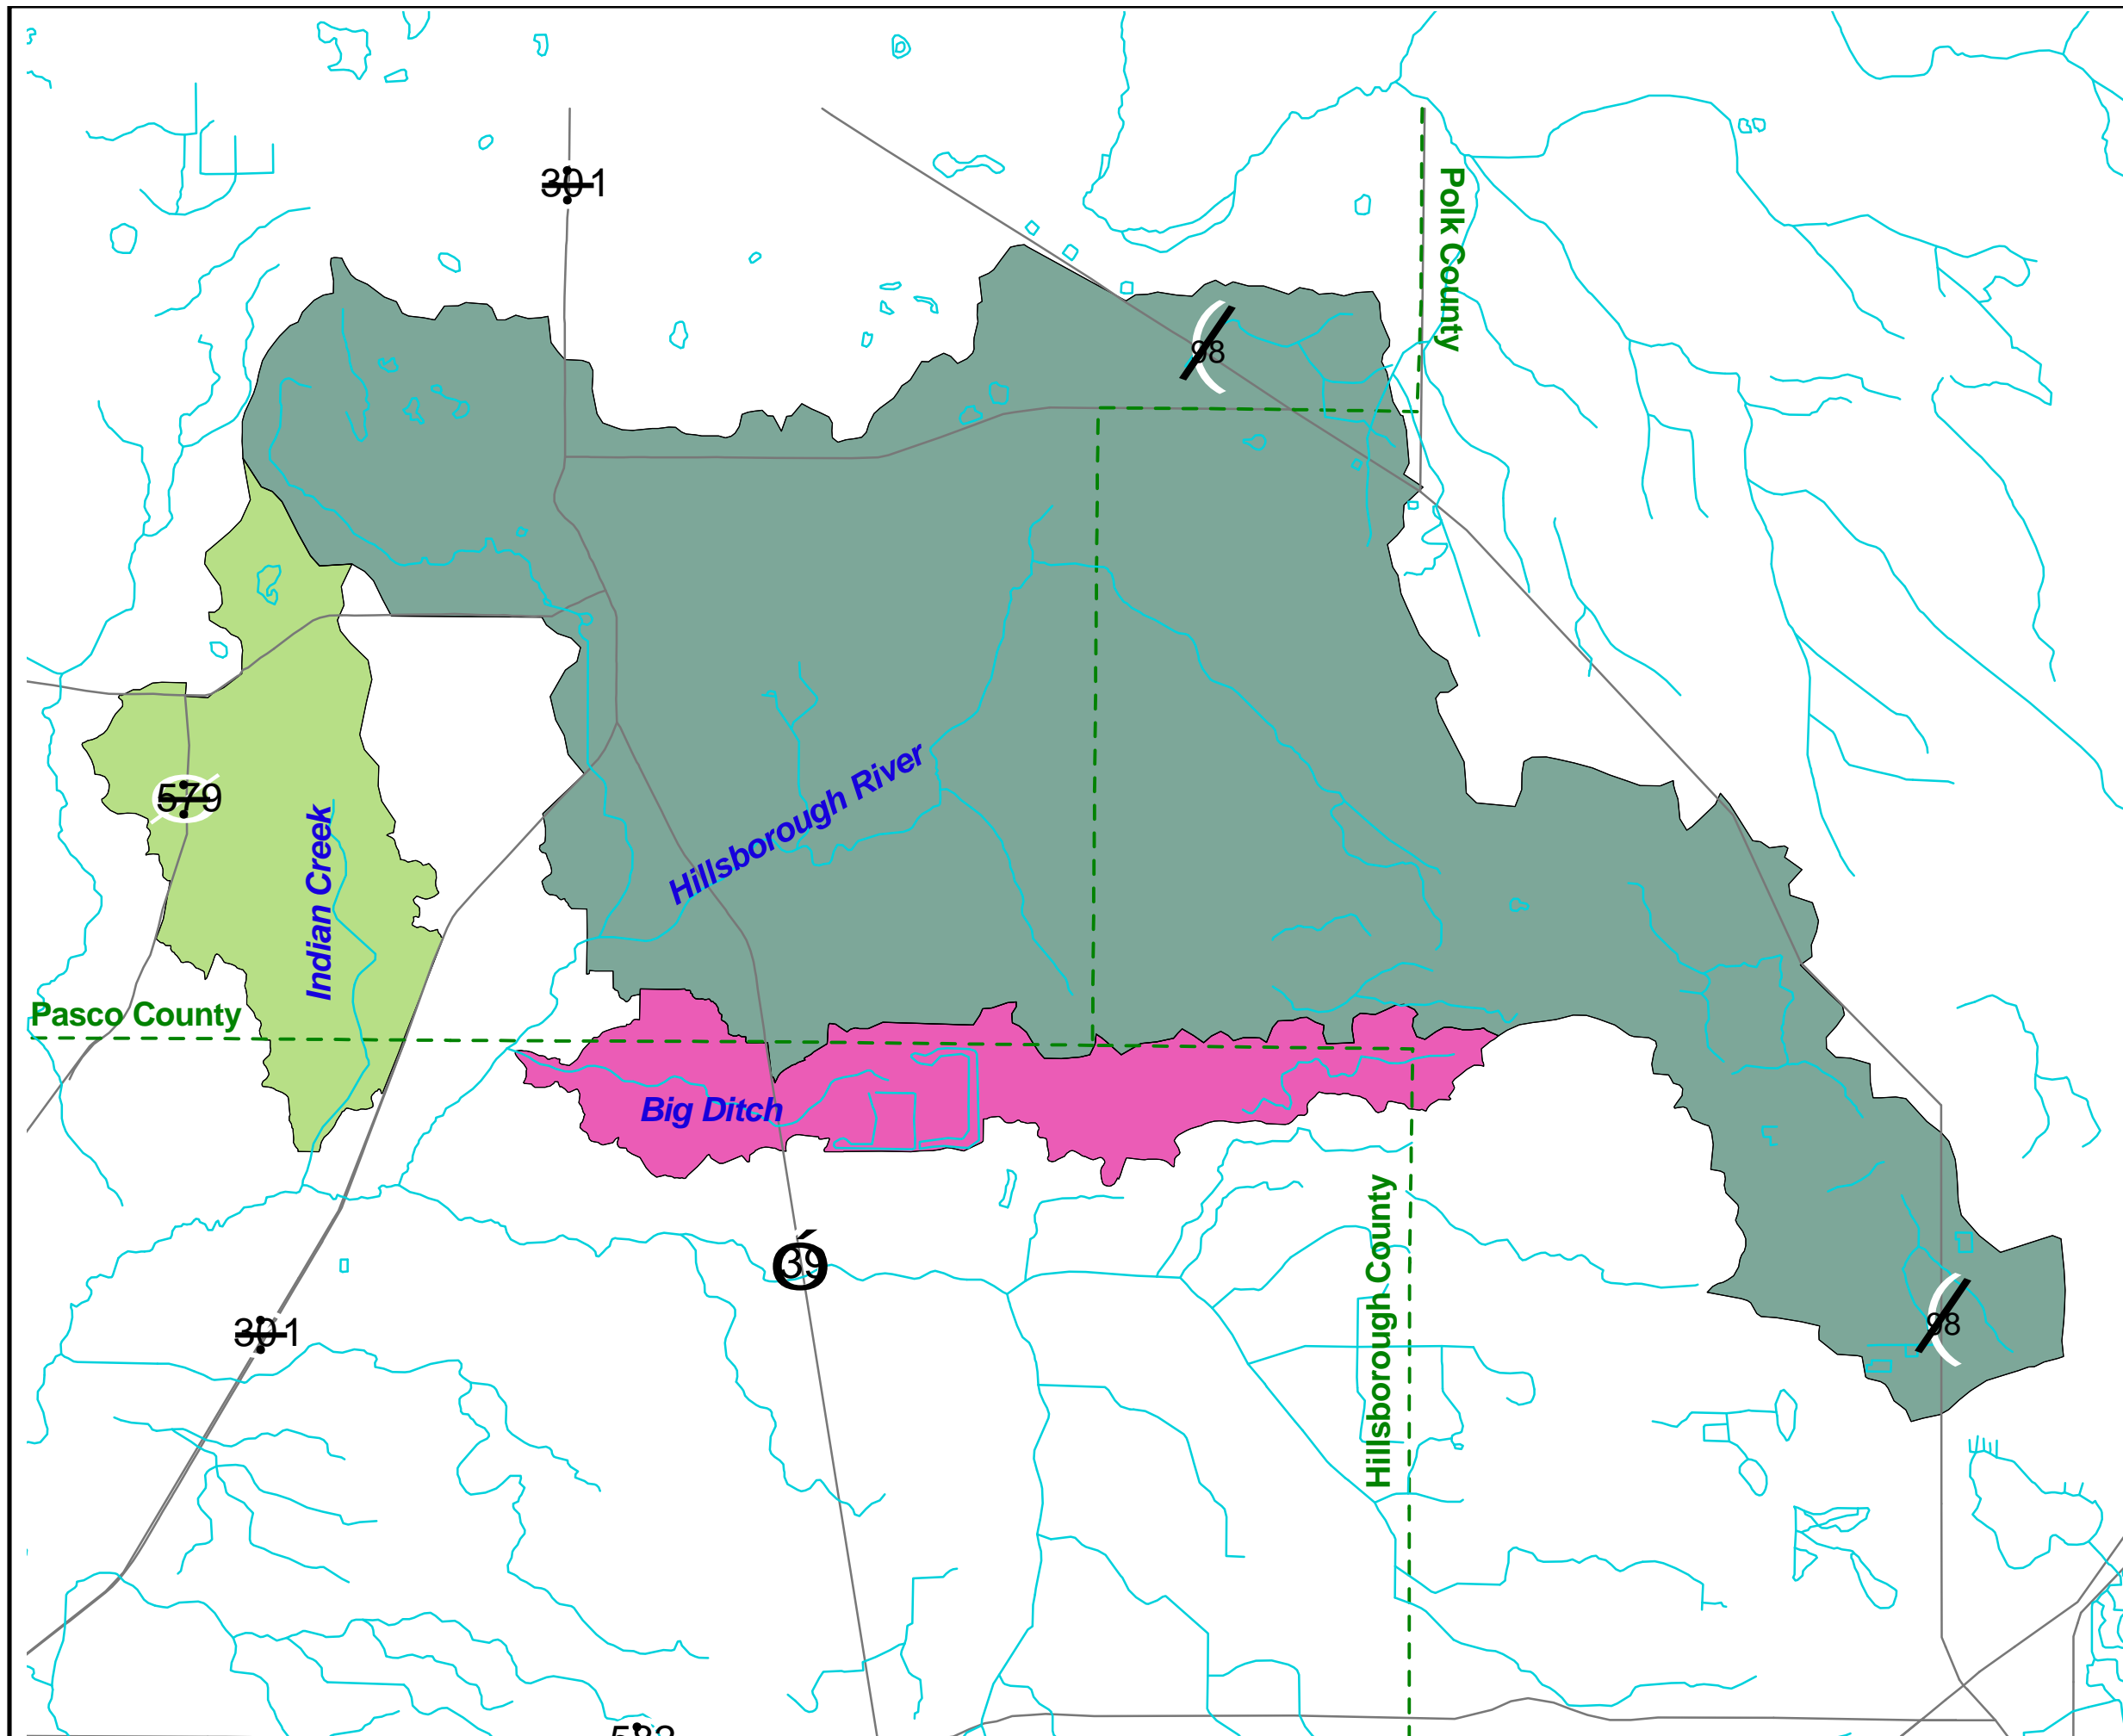 301
Polk County
98
Hillsborough River
579
Indian Creek
Pasco County
Big Ditch
Hillsborough County
39
98
301